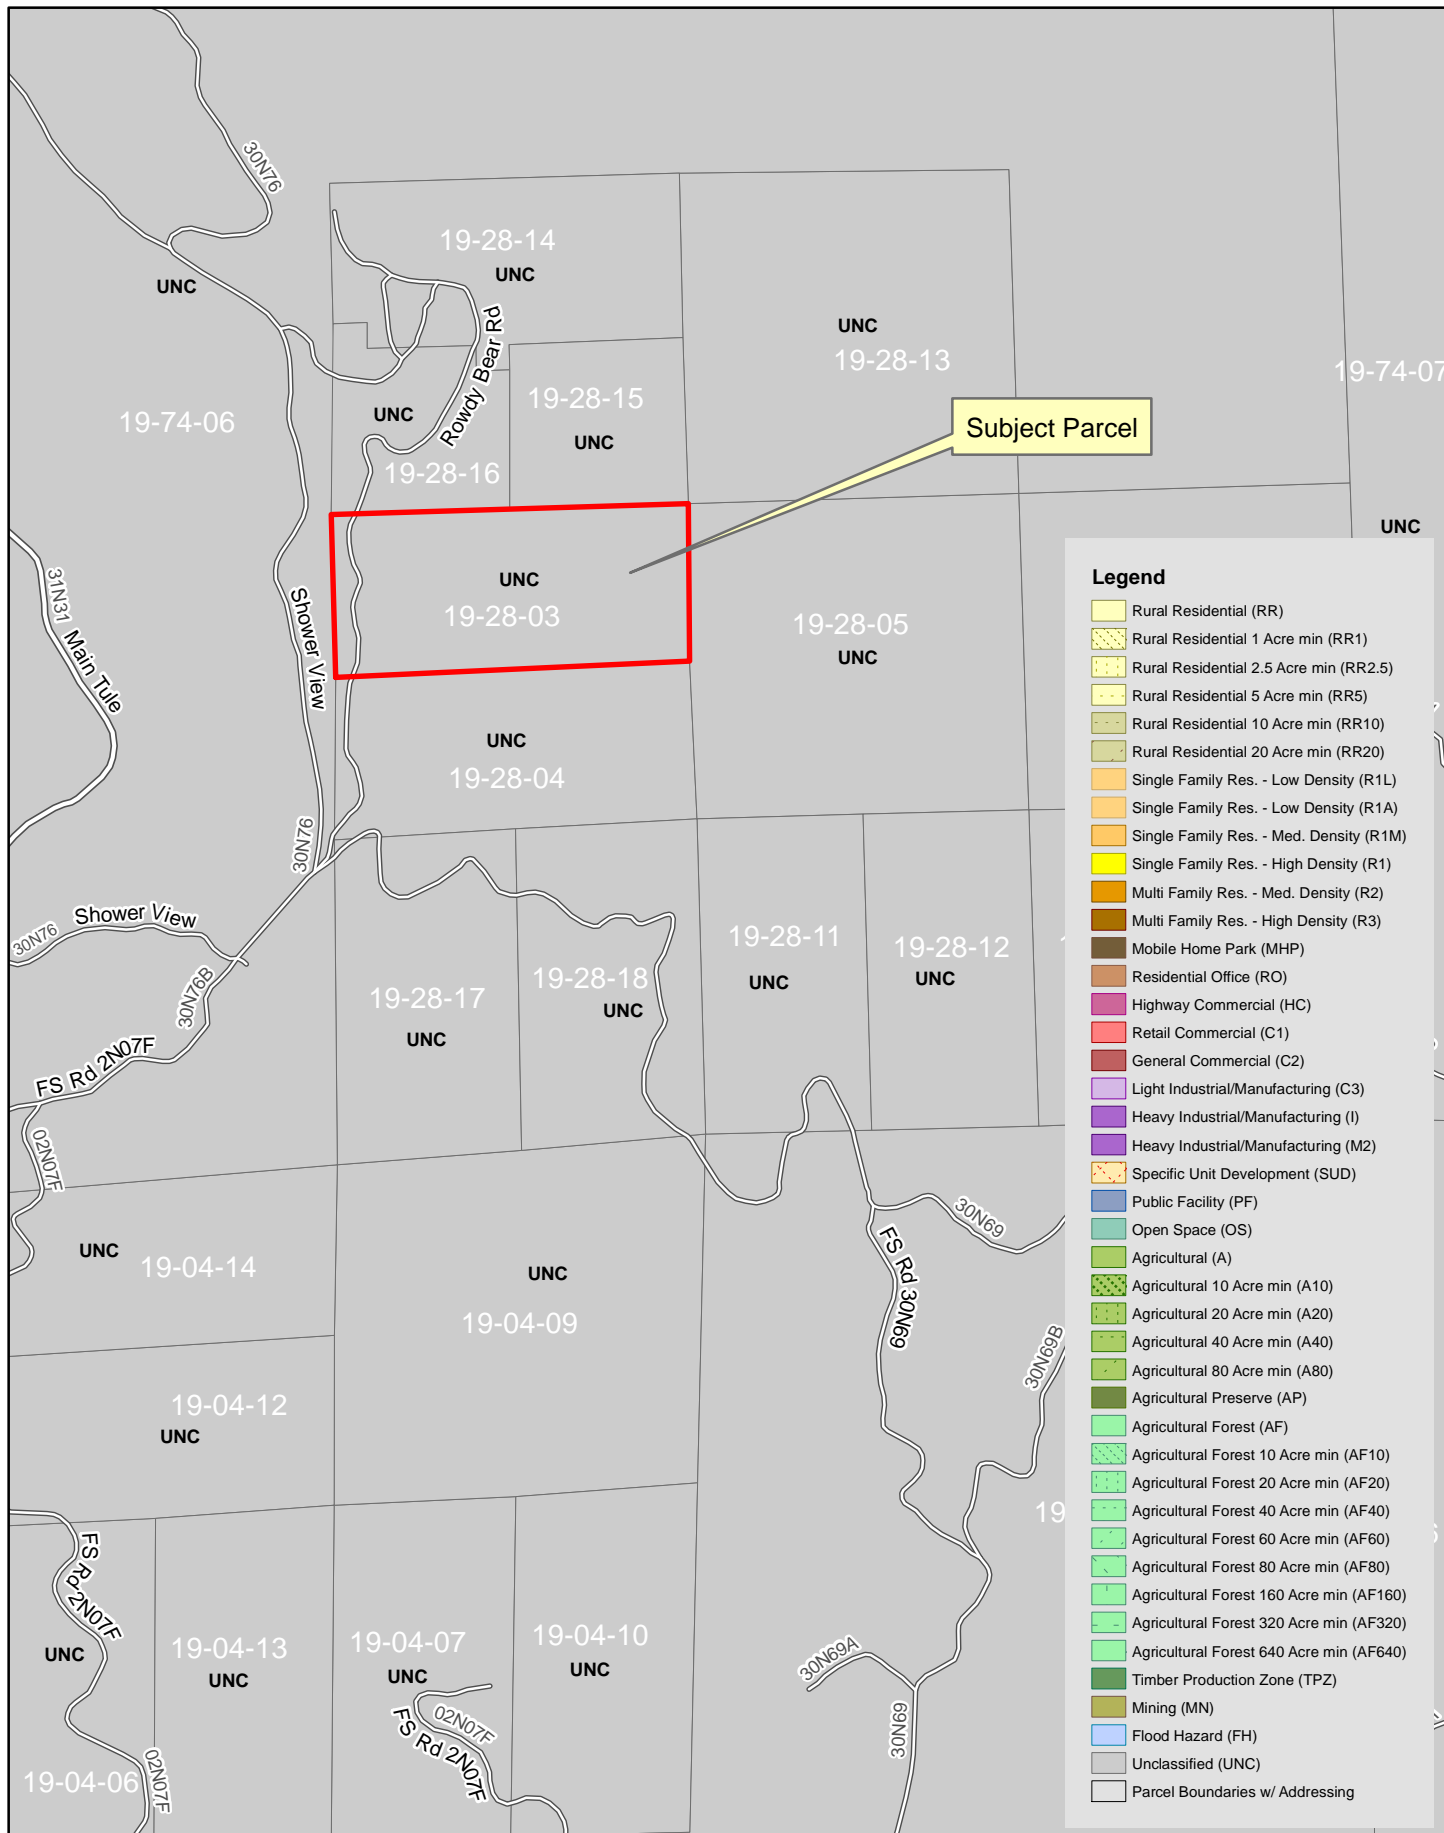 30N76
19-28-14
UNC
UNC
UNC
19-28-13
Rowdy Bear Rd
19-74-07
19-28-15
UNC
UNC
19-74-06
19-28-16
Subject Parcel
UNC
31N31
Main Tule
Shower View
UNC
19-28-03
19-28-05
UNC
UNC
19-28-04
30N76
Shower View
30N76
30N76B
19-28-17
UNC
19-28-18
UNC
19-28-11
UNC
19-28-12
UNC
FS Rd 2N07F
02N07F
UNC
19-04-14
UNC
19-04-09
30N69
FS Rd 30N69
30N69B
19-04-12
UNC
FS Rd 2N07F
UNC
19-04-13
UNC
19-04-07
UNC
19-04-10
UNC
30N69A
02N07F
FS Rd 2N07F
30N69
19-04-06
02N07F
19
Legend
Rural Residential (RR)
Rural Residential 1 Acre min (RR1)
Rural Residential 2.5 Acre min (RR2.5)
Rural Residential 5 Acre min (RR5)
Rural Residential 10 Acre min (RR10)
Rural Residential 20 Acre min (RR20)
Single Family Res. - Low Density (R1L)
Single Family Res. - Low Density (R1A)
Single Family Res. - Med. Density (R1M)
Single Family Res. - High Density (R1)
Multi Family Res. - Med. Density (R2)
Multi Family Res. - High Density (R3)
Mobile Home Park (MHP)
Residential Office (RO)
Highway Commercial (HC)
Retail Commercial (C1)
General Commercial (C2)
Light Industrial/Manufacturing (C3)
Heavy Industrial/Manufacturing (I)
Heavy Industrial/Manufacturing (M2)
Specific Unit Development (SUD)
Public Facility (PF)
Open Space (OS)
Agricultural (A)
Agricultural 10 Acre min (A10)
Agricultural 20 Acre min (A20)
Agricultural 40 Acre min (A40)
Agricultural 80 Acre min (A80)
Agricultural Preserve (AP)
Agricultural Forest (AF)
Agricultural Forest 10 Acre min (AF10)
Agricultural Forest 20 Acre min (AF20)
Agricultural Forest 40 Acre min (AF40)
Agricultural Forest 60 Acre min (AF60)
Agricultural Forest 80 Acre min (AF80)
Agricultural Forest 160 Acre min (AF160)
Agricultural Forest 320 Acre min (AF320)
Agricultural Forest 640 Acre min (AF640)
Timber Production Zone (TPZ)
Mining (MN)
Flood Hazard (FH)
Unclassified (UNC)
Parcel Boundaries w/ Addressing